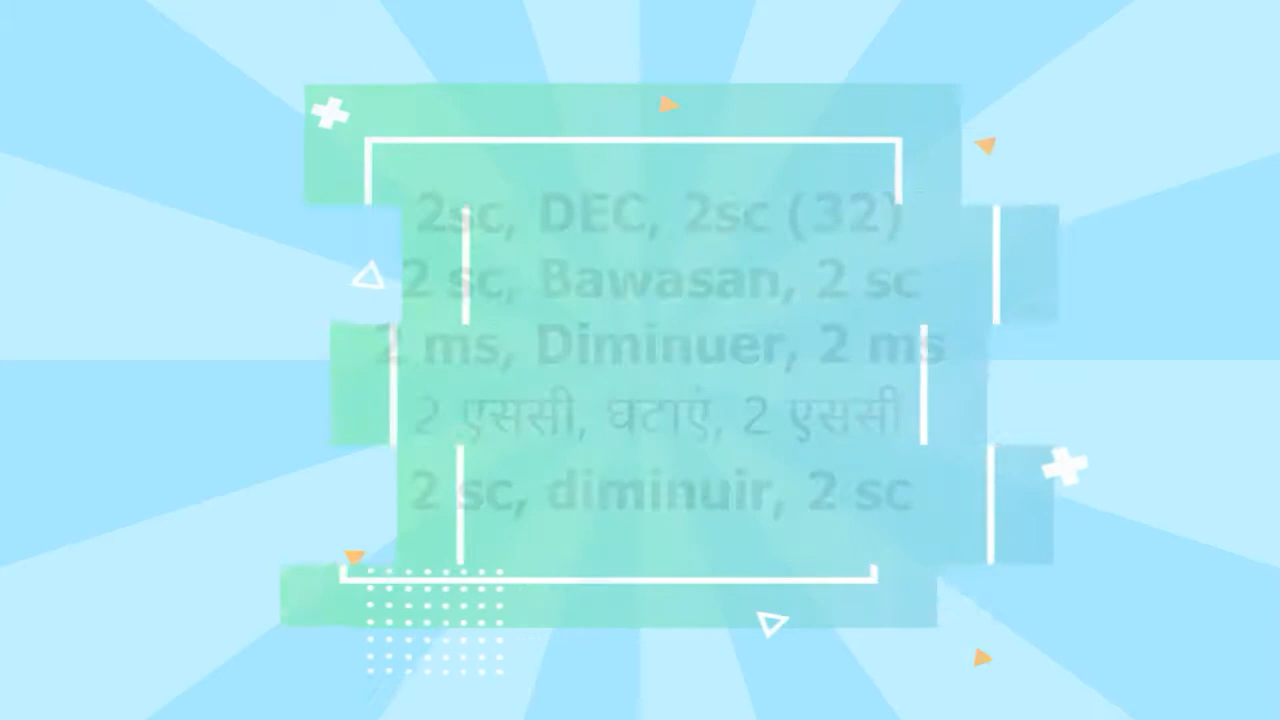 2sc, DEC, 2sc (32)
2 sc, Bawasan, 2 sc
2 ms, Diminuer, 2 ms
2 एससी, घटाएं, 2 एससी
2 sc, diminuir, 2 sc